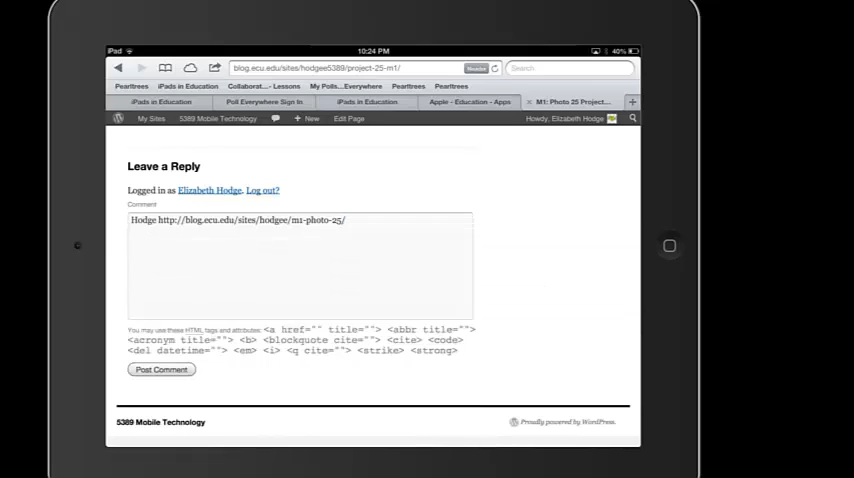 iPad
10:24 PM
40%
blog.ecu.edu/sites/hodgee5389/project-25-m1/
Reader
Search
Pearltrees iPads in Education Collaborat...- Lessons My Polls...Everywhere Pearltrees Pearltrees
iPads in Education
Poll Everywhere Sign In
iPads in Education
Apple - Education - Apps
M1: Photo 25 Project...
My Sites
5389 Mobile Technology
+ New
Edit Page
Howdy, Elizabeth Hodge
Leave a Reply
Logged in as Elizabeth Hodge. Log out?
Comment
Hodge http://blog.ecu.edu/sites/hodgee/m1-photo-25/
You may use these HTML tags and attributes: <a href="" title=""> <abbr title="">
<acronym title=""> <b> <blockquote cite=""> <cite> <code>
<del datetime=""> <em> <i> <q cite=""> <strike> <strong>
Post Comment
5389 Mobile Technology
Proudly powered by WordPress.